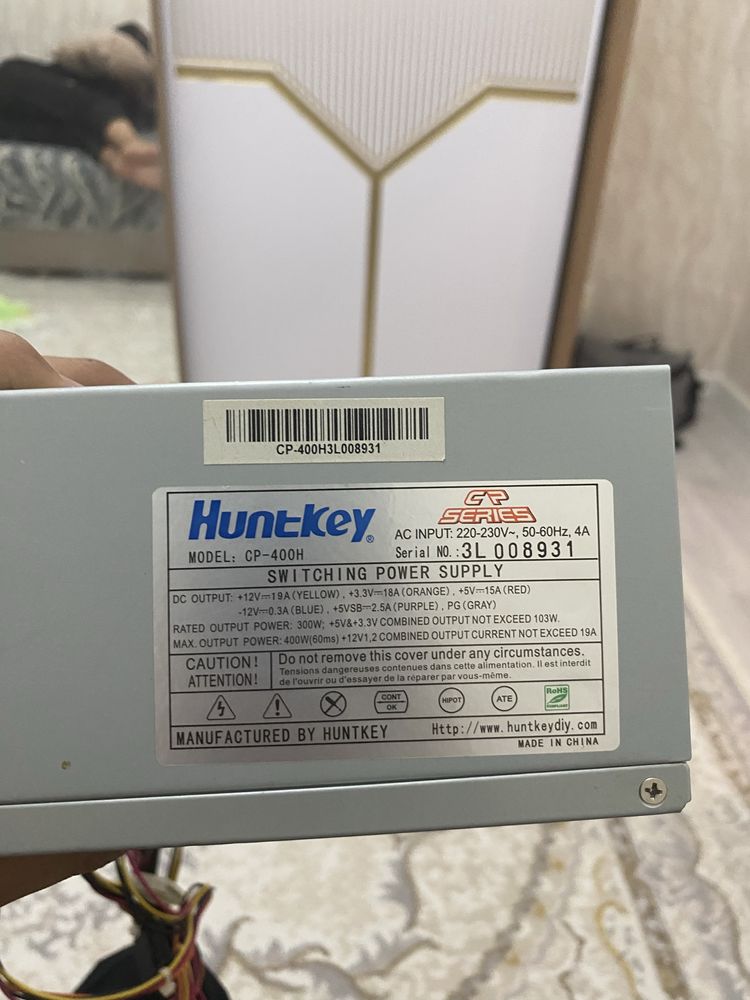 CP-400H3L008931
Huntkey®
CP SERIES
AC INPUT: 220-230V~, 50-60Hz, 4A
MODEL: CP-400H
Serial NO.: 3L 008931
SWITCHING POWER SUPPLY
DC OUTPUT: +12V⎓19A(YELLOW) , +3.3V⎓18A(ORANGE) , +5V⎓15A(RED)
-12V⎓0.3A(BLUE) , +5VSB⎓2.5A(PURPLE) , PG(GRAY)
RATED OUTPUT POWER: 300W; +5V&+3.3V COMBINED OUTPUT NOT EXCEED 103W.
MAX. OUTPUT POWER: 400W(60ms) +12V1,2 COMBINED OUTPUT CURRENT NOT EXCEED 19A
CAUTION!
ATTENTION!
Do not remove this cover under any circumstances.
Tensions dangereuses contenues dans cette alimentation. Il est interdit
de l'ouvrir ou d'essayer de la réparer par vous-même.
CONT
OK
HIPOT
ATE
RoHS
COMPLIANT
MANUFACTURED BY HUNTKEY
Http://www.huntkeydiy.com
MADE IN CHINA